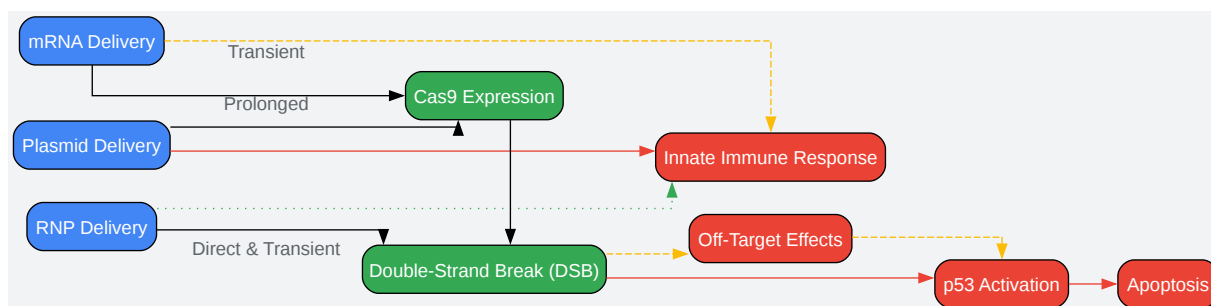 mRNA Delivery
Transient
Cas9 Expression
Prolonged
Plasmid Delivery
Innate Immune Response
RNP Delivery
Direct & Transient
Off-Target Effects
Double-Strand Break (DSB)
p53 Activation
Apoptosis